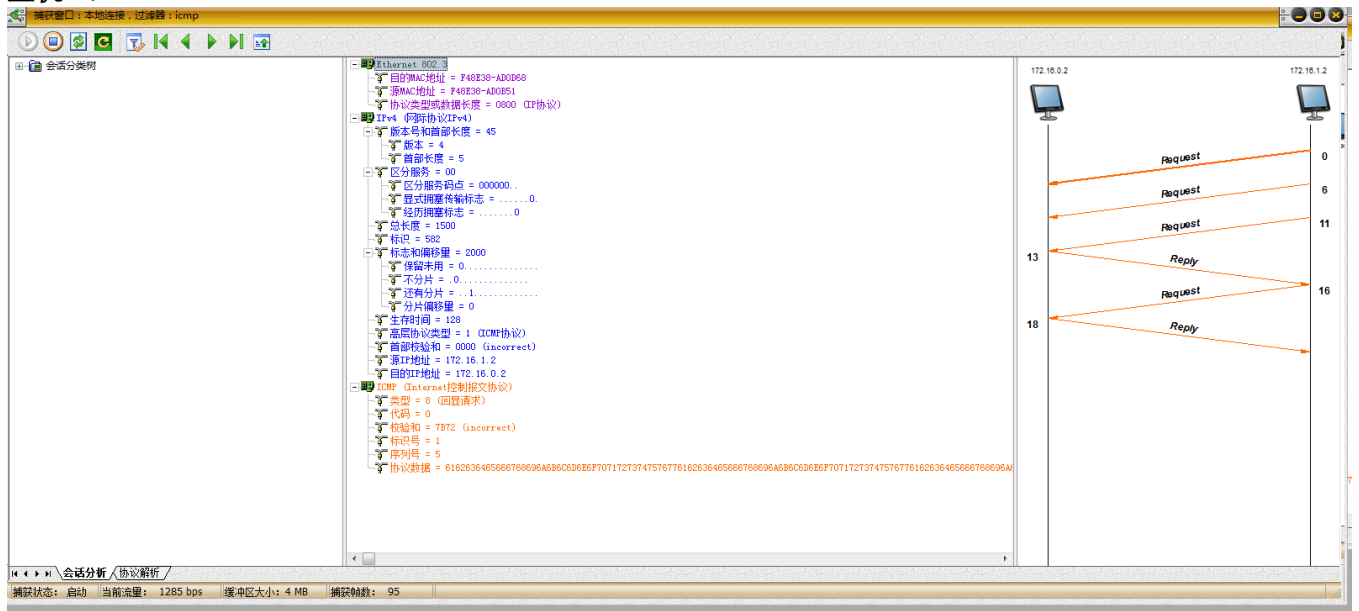 捕获窗口：本地连接，过滤器：icmp
会话分类树
Ethernet 802.3
目的MAC地址 = F48E38-AD0D68
源MAC地址 = F48E38-AD0B51
协议类型或数据长度 = 0800 (IP协议)
IPv4 (网际协议IPv4)
版本号和首部长度 = 45
版本 = 4
首部长度 = 5
区分服务 = 00
区分服务码点 = 000000..
显式拥塞传输标志 = ......0.
经历拥塞标志 = .......0
总长度 = 1500
标识 = 582
标志和偏移量 = 2000
保留未用 = 0..............
不分片 = .0.............
还有分片 = ..1............
分片偏移量 = 0
生存时间 = 128
高层协议类型 = 1 (ICMP协议)
首部校验和 = 0000 (incorrect)
源IP地址 = 172.16.1.2
目的IP地址 = 172.16.0.2
ICMP (Internet控制报文协议)
类型 = 8 (回显请求)
代码 = 0
校验和 = 7B72 (incorrect)
标识号 = 1
序列号 = 5
协议数据 = 6162636465666768696A6B6C6D6E6F70717273747576776162636465666768696A6B6C6D6E6F70717273747576776162636465666768696A6
172.16.0.2
172.16.1.2
Request
0
Request
6
Request
11
13
Reply
Request
16
18
Reply
会话分析
协议解析
捕获状态： 启动
当前流里： 1285 bps
缓冲区大小：4 MB
捕获帧数： 95